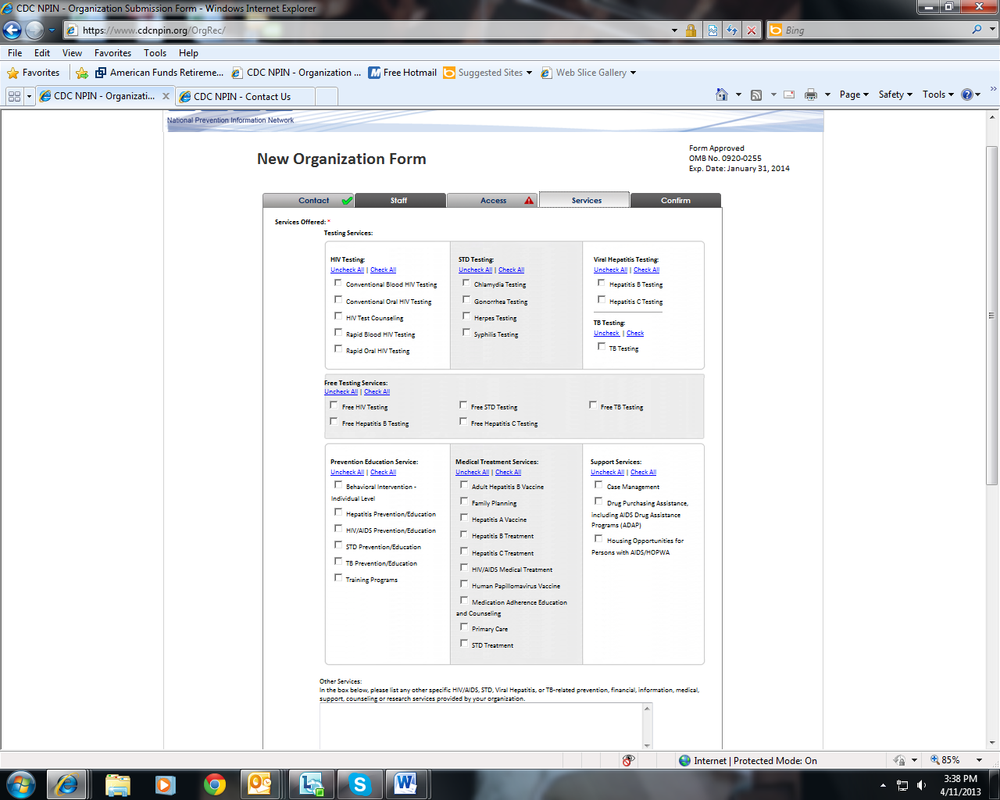 CDC NPIN - Organization Submission Form - Windows Internet Explorer
https://www.cdcnpin.org/OrgRec/
Bing
File Edit View Favorites Tools Help
Favorites American Funds Retireme... CDC NPIN - Organization ... Free Hotmail Suggested Sites Web Slice Gallery
CDC NPIN - Organizati... CDC NPIN - Contact Us Page Safety Tools
National Prevention Information Network
New Organization Form
Form Approved
OMB No. 0920-0255
Exp. Date: January 31, 2014
Contact Staff Access Services Confirm
Services Offered: *
Testing Services:
HIV Testing:
Uncheck All | Check All
Conventional Blood HIV Testing
Conventional Oral HIV Testing
HIV Test Counseling
Rapid Blood HIV Testing
Rapid Oral HIV Testing
STD Testing:
Uncheck All | Check All
Chlamydia Testing
Gonorrhea Testing
Herpes Testing
Syphilis Testing
Viral Hepatitis Testing:
Uncheck All | Check All
Hepatitis B Testing
Hepatitis C Testing
TB Testing:
Uncheck | Check
TB Testing
Free Testing Services:
Uncheck All | Check All
Free HIV Testing Free STD Testing Free TB Testing
Free Hepatitis B Testing Free Hepatitis C Testing
Prevention Education Service:
Uncheck All | Check All
Behavioral Intervention -
Individual Level
Hepatitis Prevention/Education
HIV/AIDS Prevention/Education
STD Prevention/Education
TB Prevention/Education
Training Programs
Medical Treatment Services:
Uncheck All | Check All
Adult Hepatitis B Vaccine
Family Planning
Hepatitis A Vaccine
Hepatitis B Treatment
Hepatitis C Treatment
HIV/AIDS Medical Treatment
Human Papillomavirus Vaccine
Medication Adherence Education
and Counseling
Primary Care
STD Treatment
Support Services:
Uncheck All | Check All
Case Management
Drug Purchasing Assistance,
including AIDS Drug Assistance
Programs (ADAP)
Housing Opportunities for
Persons with AIDS/HOPWA
Other Services:
In the box below, please list any other specific HIV/AIDS, STD, Viral Hepatitis, or TB-related prevention, financial, information, medical,
support, counseling or research services provided by your organization.
Internet | Protected Mode: On
85%
3:38 PM
4/11/2013